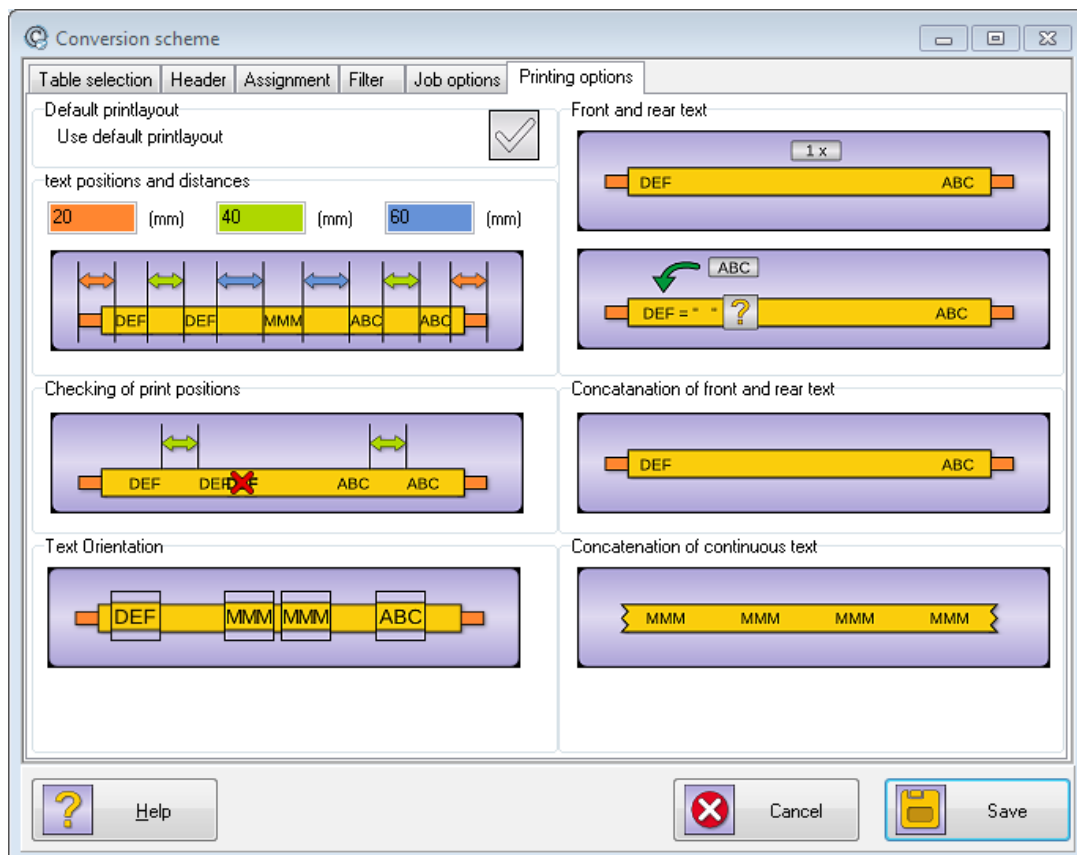 Conversion scheme
Table selection Header Assignment Filter Job options Printing options
Default printlayout
Use default printlayout
text positions and distances
20 (mm) 40 (mm) 60 (mm)
DEF DEF MMM ABC ABC
Checking of print positions
DEF DEF ABC ABC
Text Orientation
DEF MMM MMM ABC
Front and rear text
1 x
DEF ABC
ABC
DEF = " " ? ABC
Concatanation of front and rear text
DEF ABC
Concatenation of continuous text
MMM MMM MMM MMM
? Help Cancel Save